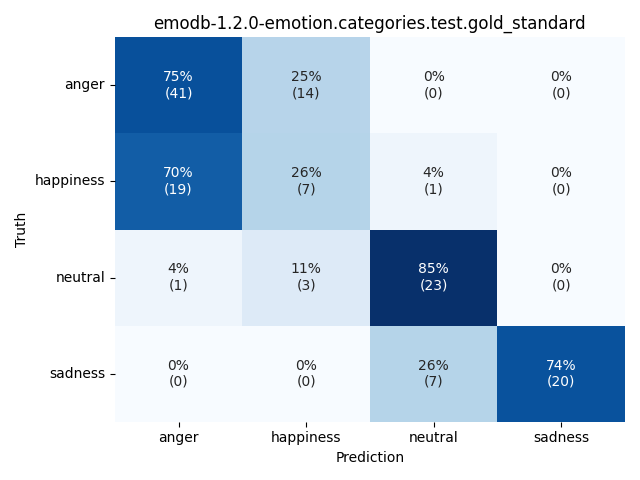 emodb-1.2.0-emotion.categories.test.gold_standard
Truth
anger
75% 25% 0% 0%
(41) (14) (0) (0)
happiness
70% 26% 4% 0%
(19) (7) (1) (0)
neutral
4% 11% 85% 0%
(1) (3) (23) (0)
sadness
0% 0% 26% 74%
(0) (0) (7) (20)
anger happiness neutral sadness
Prediction